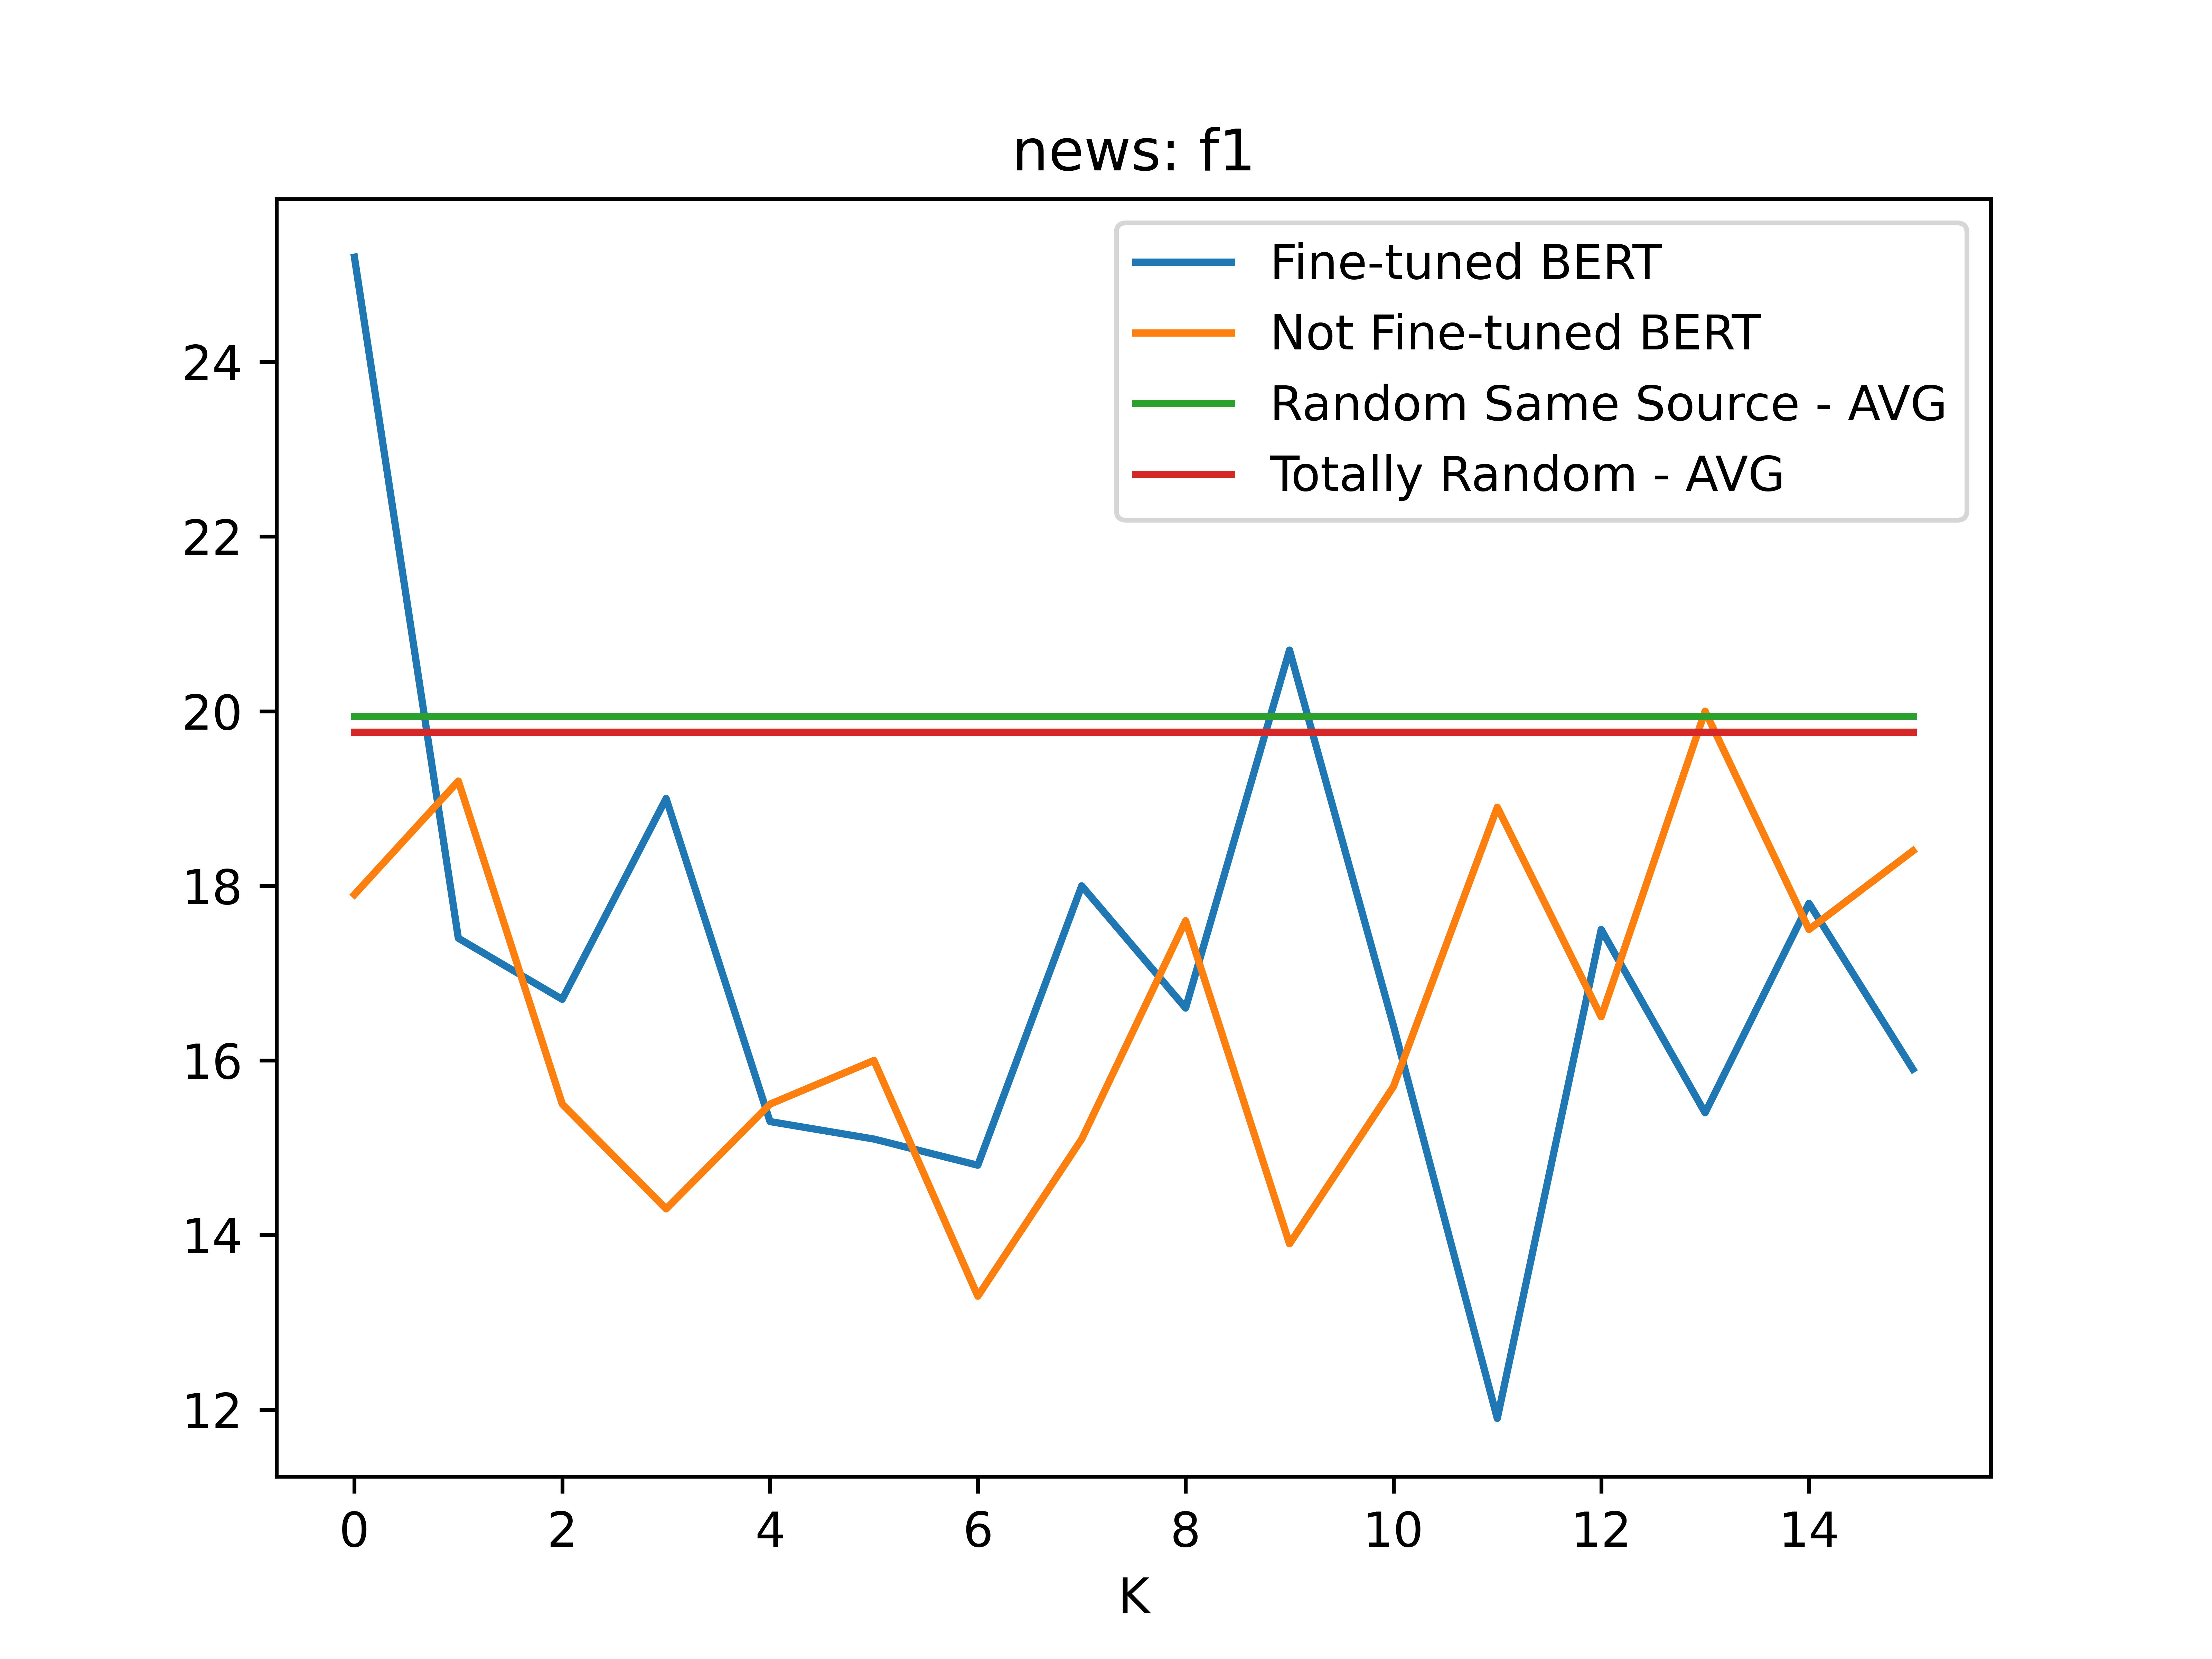 news: f1
Fine-tuned BERT
Not Fine-tuned BERT
Random Same Source - AVG
Totally Random - AVG
24
22
20
18
16
14
12
0 2 4 6 8 10 12 14
K